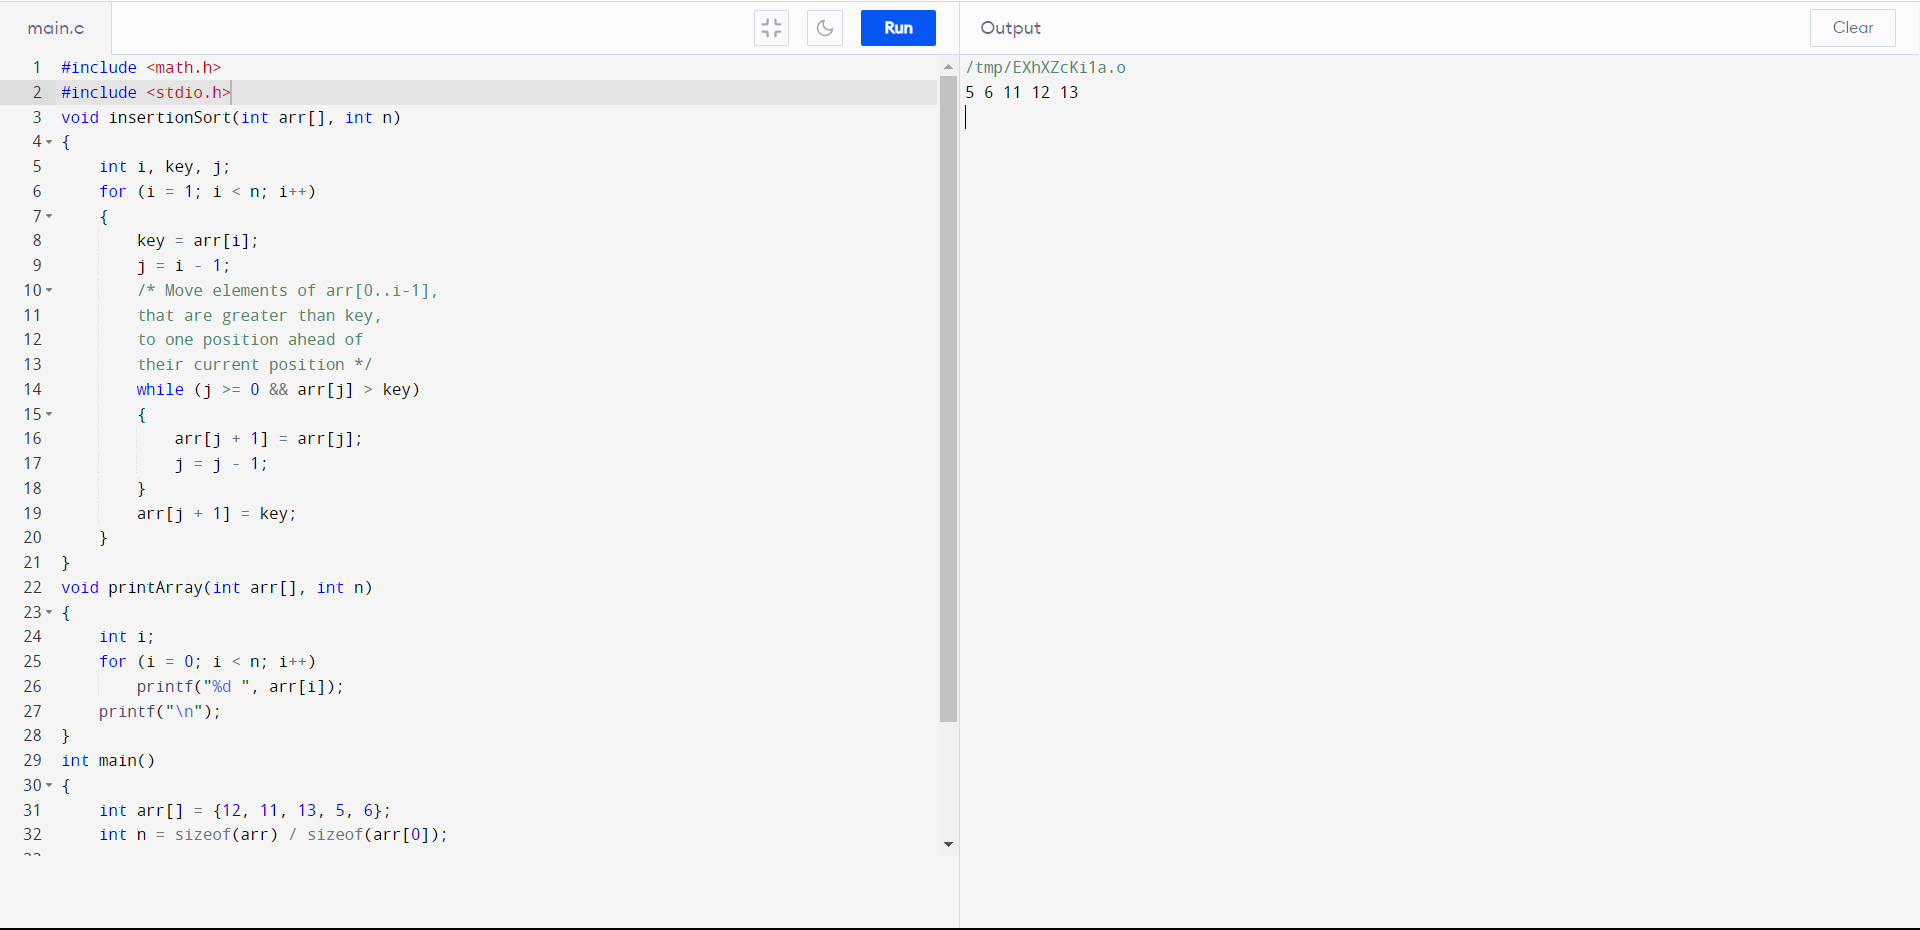 main.c
Run
Output
Clear
1 #include <math.h>
2 #include <stdio.h>
3 void insertionSort(int arr[], int n)
4 {
5     int i, key, j;
6     for (i = 1; i < n; i++)
7     {
8         key = arr[i];
9         j = i - 1;
10         /* Move elements of arr[0..i-1],
11         that are greater than key,
12         to one position ahead of
13         their current position */
14         while (j >= 0 && arr[j] > key)
15         {
16             arr[j + 1] = arr[j];
17             j = j - 1;
18         }
19         arr[j + 1] = key;
20     }
21 }
22 void printArray(int arr[], int n)
23 {
24     int i;
25     for (i = 0; i < n; i++)
26         printf("%d ", arr[i]);
27     printf("\n");
28 }
29 int main()
30 {
31     int arr[] = {12, 11, 13, 5, 6};
32     int n = sizeof(arr) / sizeof(arr[0]);
/tmp/EXhXZcKi1a.o
5 6 11 12 13